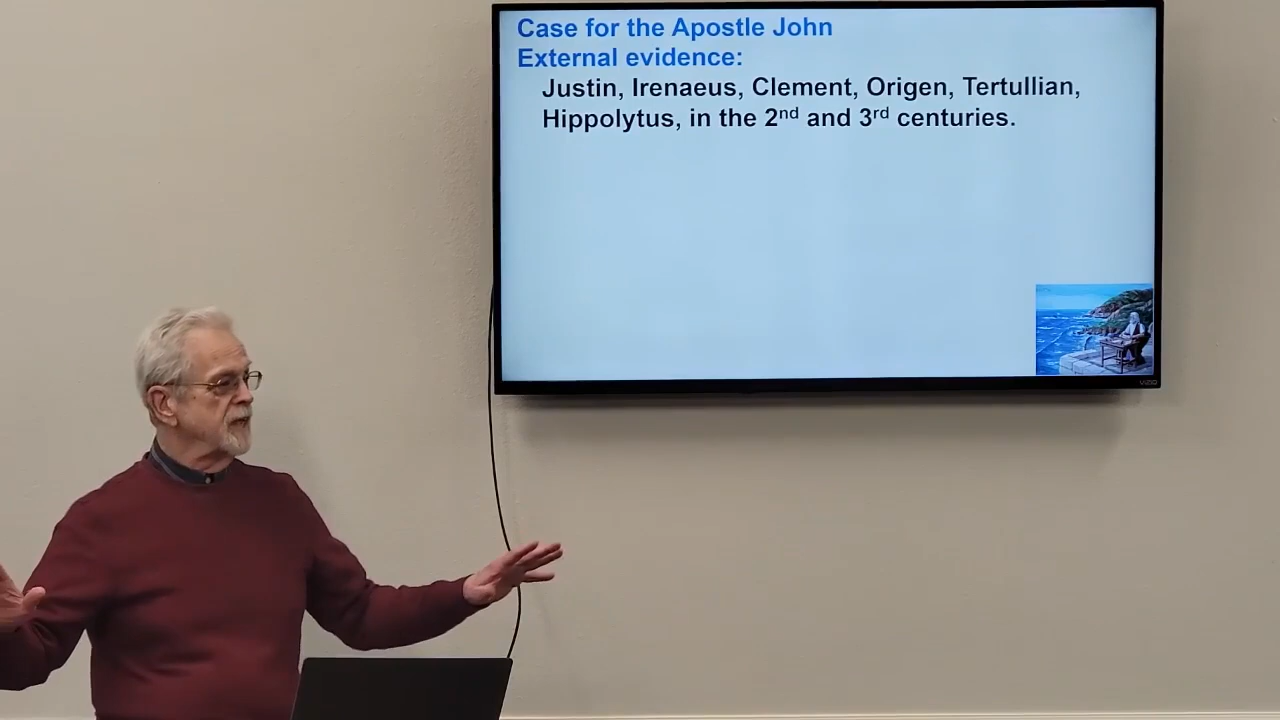 Case for the Apostle John
External evidence:
Justin, Irenaeus, Clement, Origen, Tertullian,
Hippolytus, in the 2nd and 3rd centuries.
VIZIO